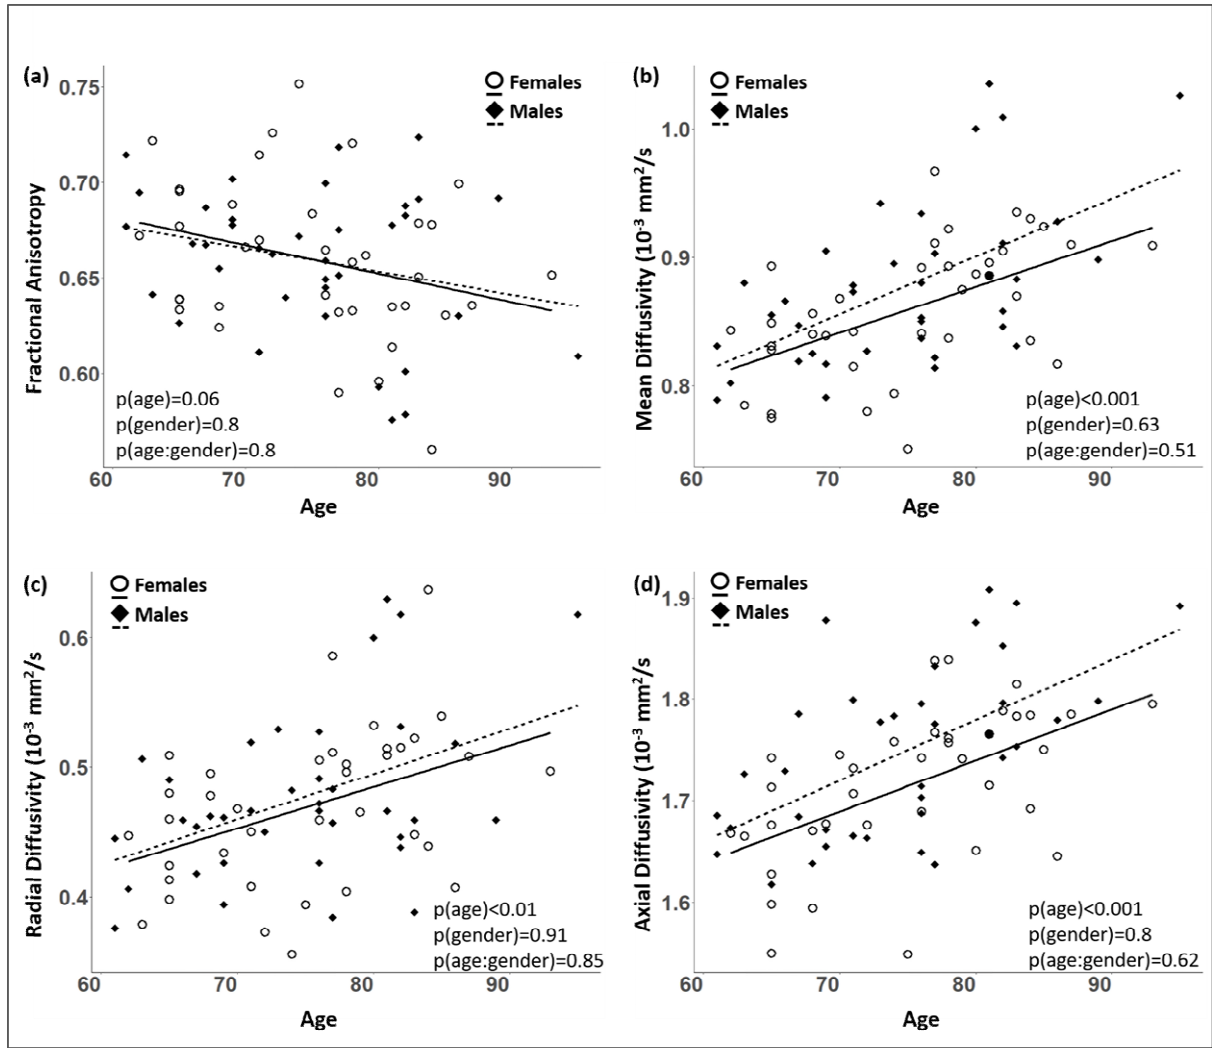 (a)
Females
Males
0.75
0.70
0.65
0.60
Fractional Anisotropy
p(age)=0.06
p(gender)=0.8
p(age:gender)=0.8
60 70 80 90
Age
(b)
Females
Males
1.0
0.9
0.8
Mean Diffusivity (10⁻³ mm²/s
p(age)<0.001
p(gender)=0.63
p(age:gender)=0.51
60 70 80 90
Age
(c)
Females
Males
0.6
0.5
0.4
Radial Diffusivity (10⁻³ mm²/s
p(age)<0.01
p(gender)=0.91
p(age:gender)=0.85
60 70 80 90
Age
(d)
Females
Males
1.9
1.8
1.7
1.6
Axial Diffusivity (10⁻³ mm²/s
p(age)<0.001
p(gender)=0.8
p(age:gender)=0.62
60 70 80 90
Age